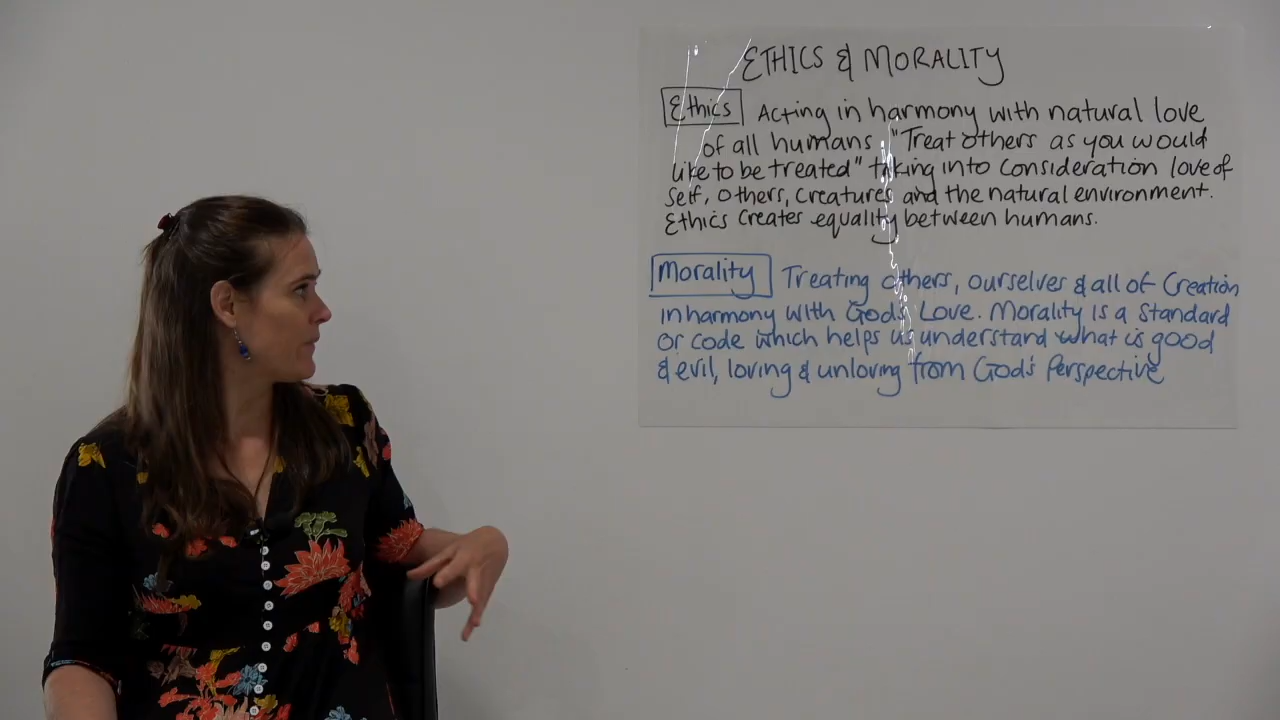 ETHICS & MORALITY
Ethics Acting in harmony with natural love
of all humans. "Treat others as you would
like to be treated" taking into consideration love of
self, others, creatures and the natural environment.
Ethics creates equality between humans.
Morality Treating others, ourselves & all of Creation
in harmony with God's Love. Morality is a standard
or code which helps us understand what is good
& evil, loving & unloving from God's Perspective